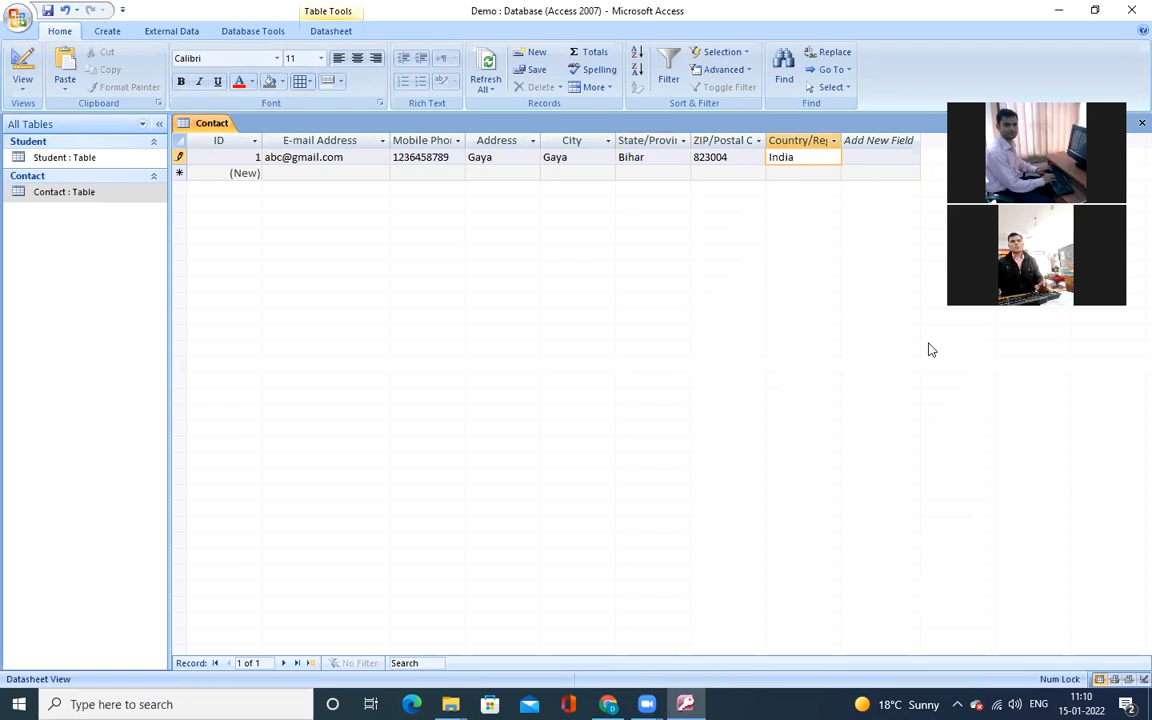 Table Tools
Demo : Database (Access 2007) - Microsoft Access
Home
Create
External Data
Database Tools
Datasheet
View
Views
Paste
Cut
Copy
Format Painter
Clipboard
Calibri
11
B I U A
Font
Rich Text
Refresh
All
New
Save
Delete
Totals
Spelling
More
Records
Filter
Selection
Advanced
Toggle Filter
Sort & Filter
Find
Replace
Go To
Select
Find
All Tables
Student
Student : Table
Contact
Contact : Table
Contact
ID E-mail Address Mobile Pho Address City State/Provi ZIP/Postal C Country/Re Add New Field
1 abc@gmail.com 1236458789 Gaya Gaya Bihar 823004 India
(New)
Record: 1 of 1 No Filter Search
Datasheet View
Num Lock
Type here to search
18°C Sunny
ENG
11:10
15-01-2022
2